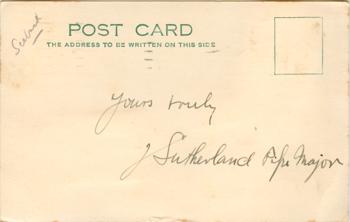 POST CARD
THE ADDRESS TO BE WRITTEN ON THIS SIDE
Yours truly
J Sutherland Pipe Major